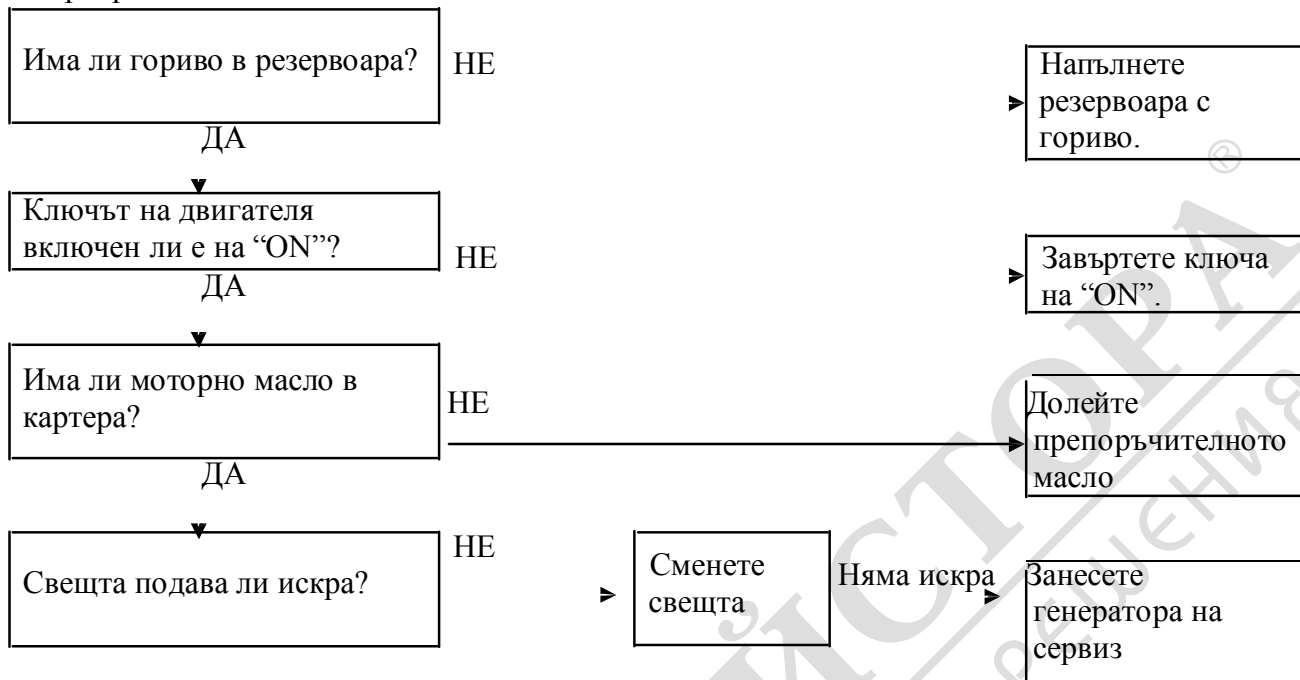 Има ли гориво в резервоара?
НЕ
Напълнете
резервоара с
гориво.
ДА
Ключът на двигателя
включен ли е на “ON”?
НЕ
Завъртете ключа
на “ON”.
ДА
Има ли моторно масло в
картера?
НЕ
Долейте
препоръчителното
масло
ДА
Свещта подава ли искра?
НЕ
Сменете
свещта
Няма искра
Занесете
генератора на
сервиз
®